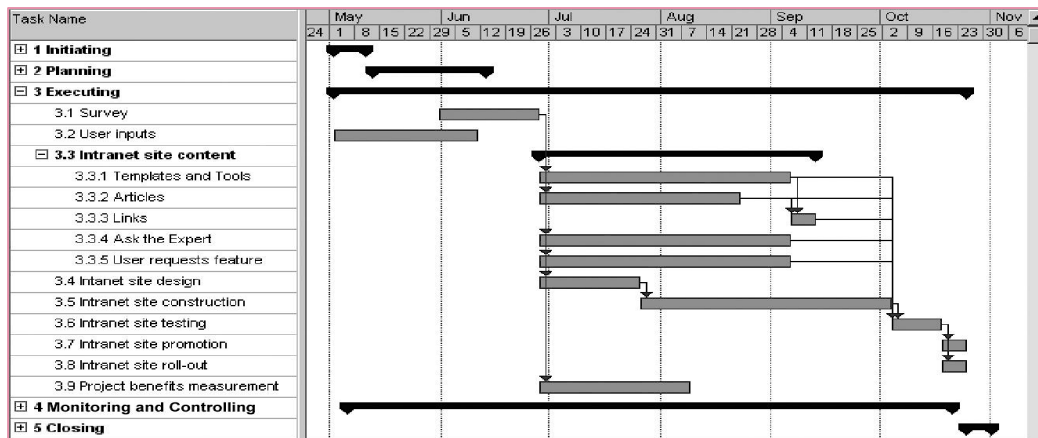 Task Name
May Jun Jul Aug Sep Oct Nov
24 1 8 15 22 29 5 12 19 26 3 10 17 24 31 7 14 21 28 4 11 18 25 2 9 16 23 30 6
1 Initiating
2 Planning
3 Executing
3.1 Survey
3.2 User inputs
3.3 Intranet site content
3.3.1 Templates and Tools
3.3.2 Articles
3.3.3 Links
3.3.4 Ask the Expert
3.3.5 User requests feature
3.4 Intanet site design
3.5 Intranet site construction
3.6 Intranet site testing
3.7 Intranet site promotion
3.8 Intranet site roll-out
3.9 Project benefits measurement
4 Monitoring and Controlling
5 Closing